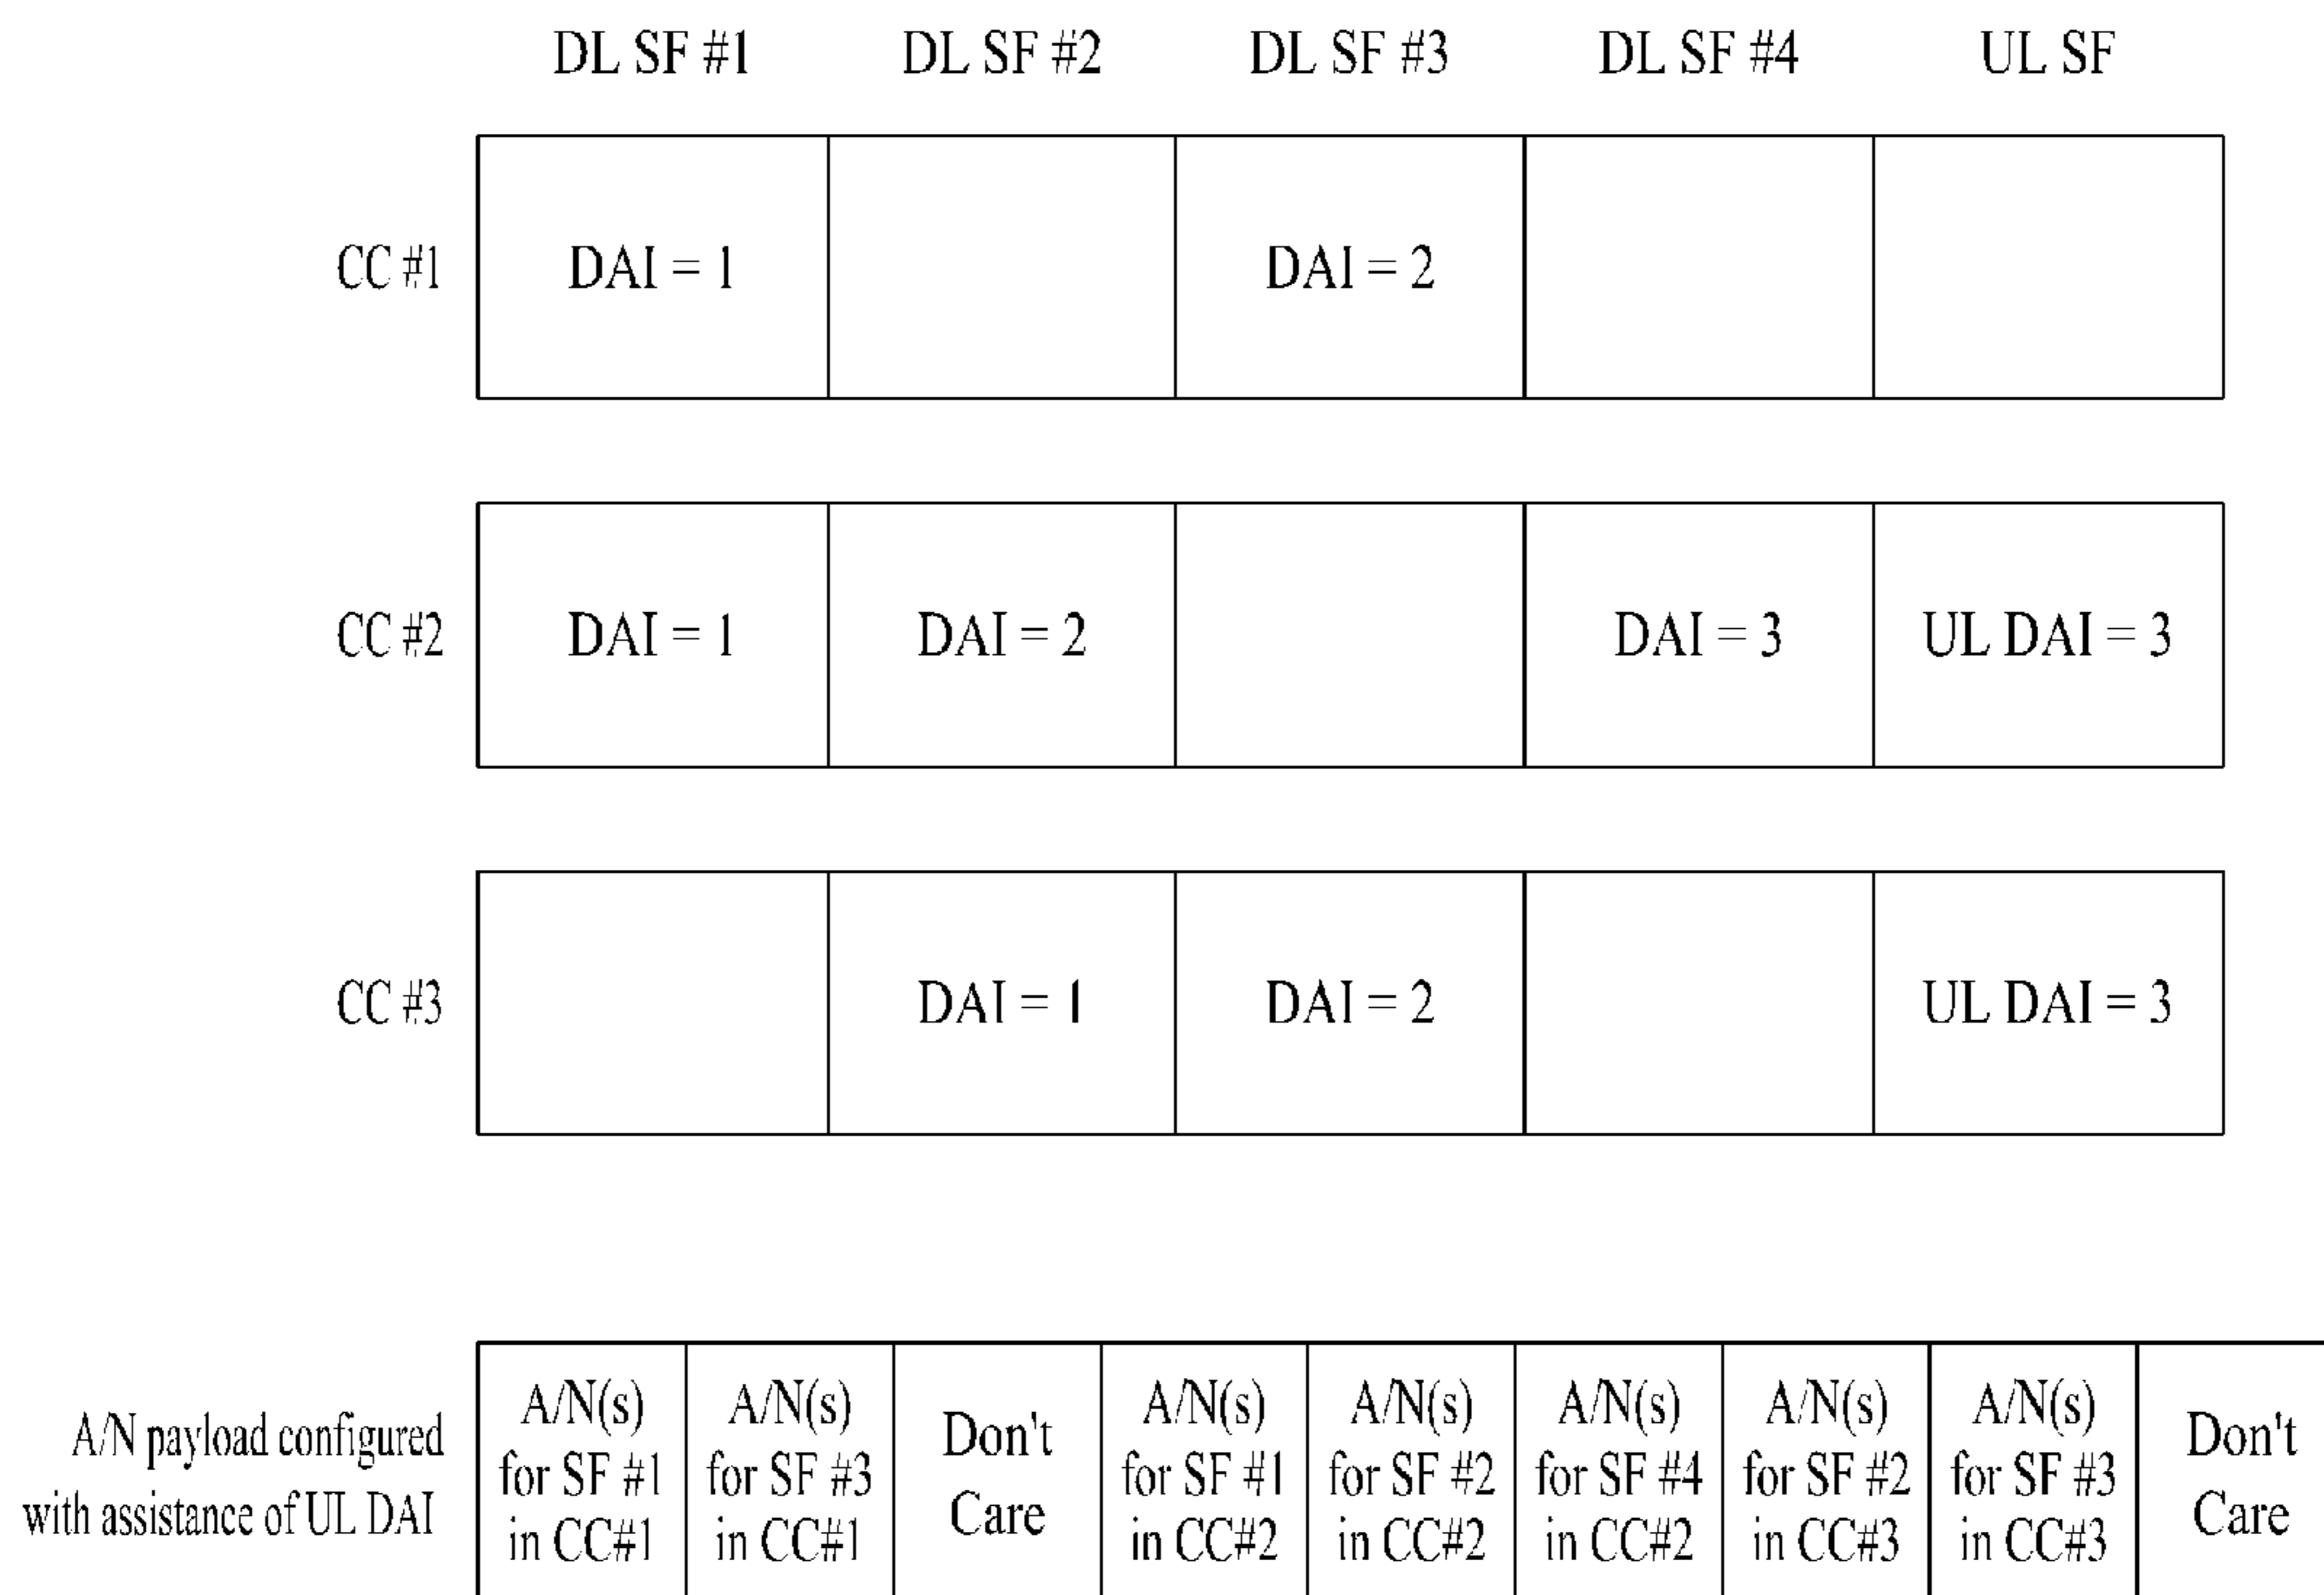 DL SF #1 DL SF #2 DL SF #3 DL SF #4 UL SF
CC #1 DAI = 1 DAI = 2
CC #2 DAI = 1 DAI = 2 DAI = 3 UL DAI = 3
CC #3 DAI = 1 DAI = 2 UL DAI = 3
A/N payload configured
with assistance of UL DAI
A/N(s)
for SF #1
in CC#1
A/N(s)
for SF #3
in CC#1
Don't
Care
A/N(s)
for SF #1
in CC#2
A/N(s)
for SF #2
in CC#2
A/N(s)
for SF #4
in CC#2
A/N(s)
for SF #2
in CC#3
A/N(s)
for SF #3
in CC#3
Don't
Care